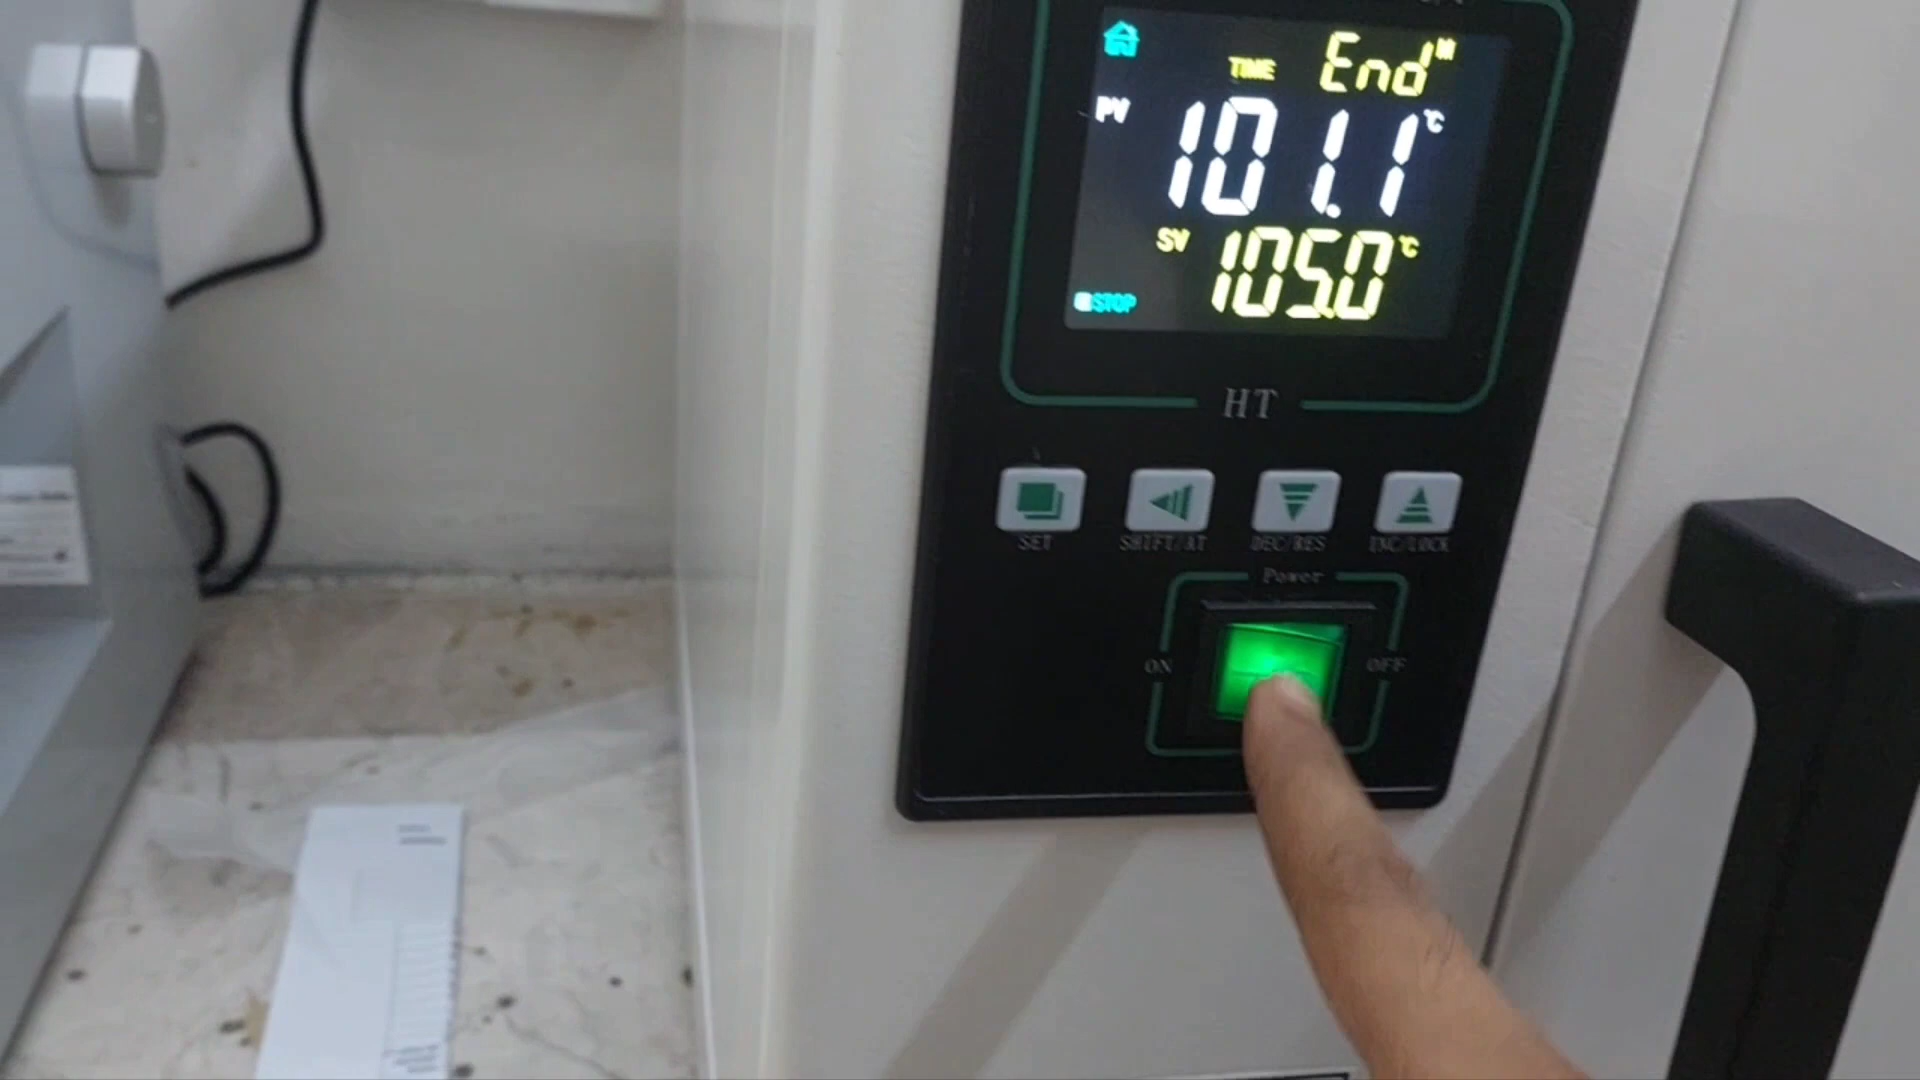 TIME End M
PV 101.1 ℃
SV 105.0 ℃
STOP
HT
SET SHIFT/AT DEC/RES INC/LOCK
Power
ON OFF